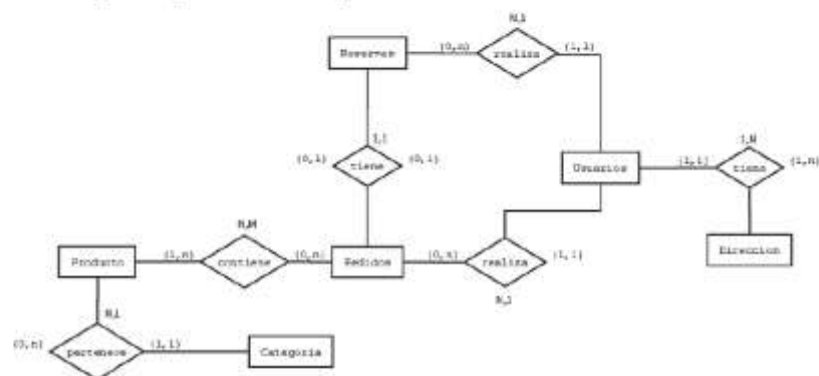 N,1
Reservas (0,n) realiza (1,1)
1,1
(0,1) tiene (0,1)
Usuarios (1,1) tiene (1,n)
1,N
N,M
Producto (1,n) contiene (0,n) Pedidos (0,n) realiza (1,1)
Direccion
N,1
N,1
(0,n) pertenece (1,1) Categoria